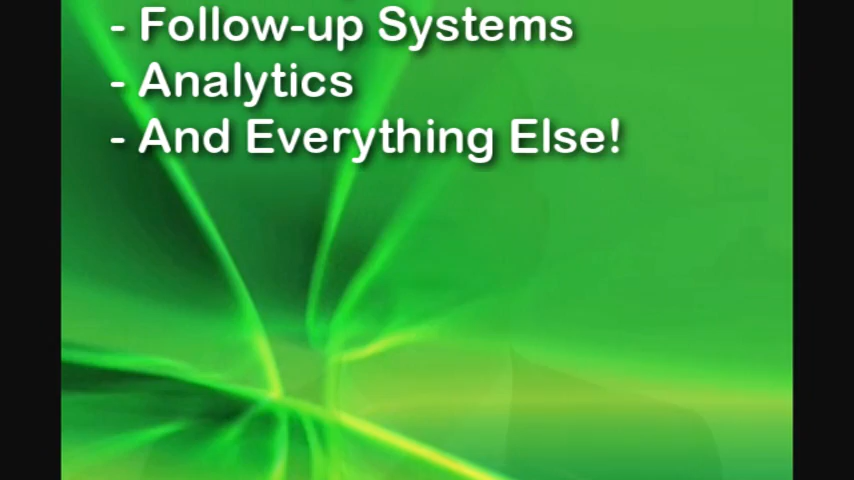 - Follow-up Systems
- Analytics
- And Everything Else!